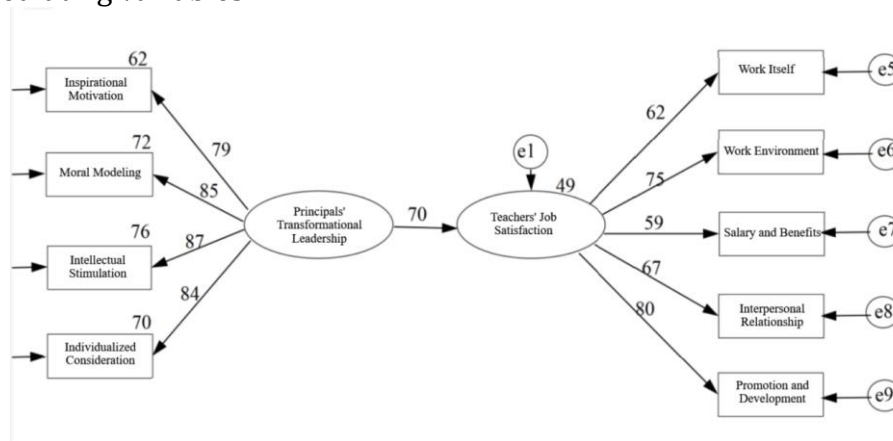 62
Inspirational
Motivation
72
Moral Modeling
76
Intellectual
Stimulation
70
Individualized
Consideration
79
85
87
84
Principals'
Transformational
Leadership
70
e1
49
Teachers' Job
Satisfaction
62
75
59
67
80
Work Itself
e5
Work Environment
e6
Salary and Benefits
e7
Interpersonal
Relationship
e8
Promotion and
Development
e9